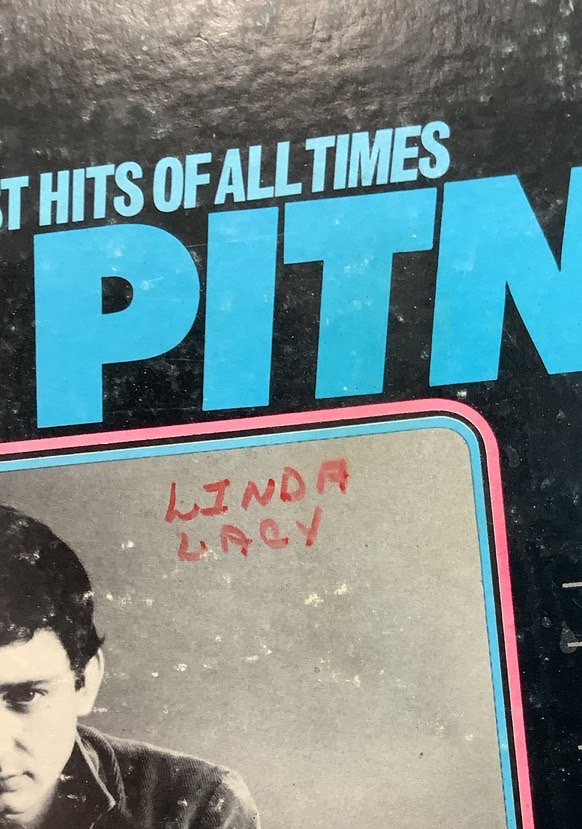 ST HITS OF ALL TIMES
PITN
LINDA
LACY